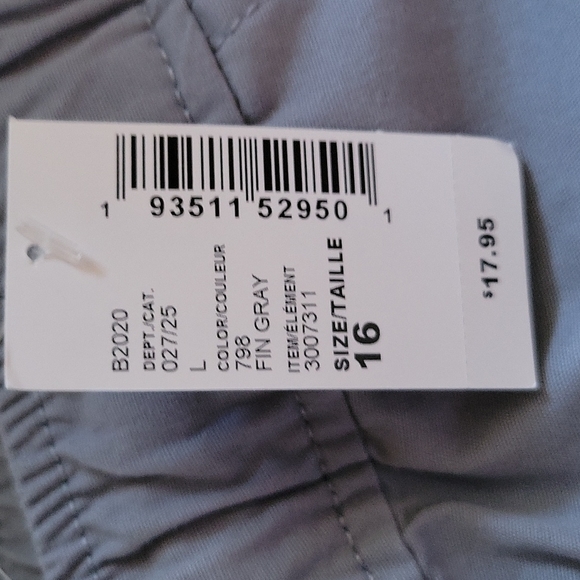 1 93511 52950 1
B2020
DEPT./CAT.
027/25
L
COLOR/COULEUR
798
FIN GRAY
ITEM/ÉLÉMENT
3007311
SIZE/TAILLE
16
$17.95